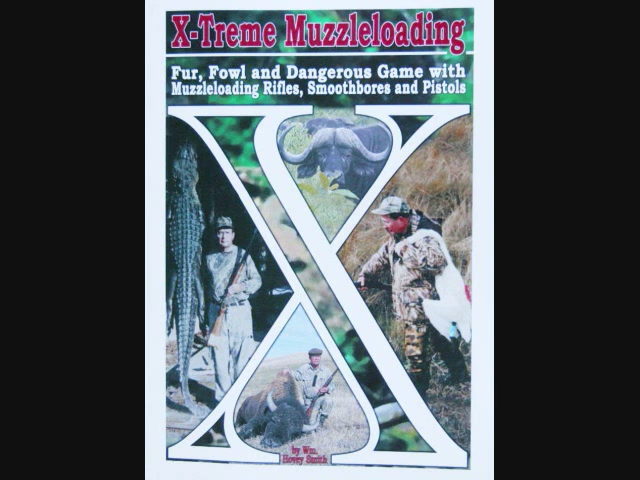 X-Treme Muzzleloading
Fur, Fowl and Dangerous Game with
Muzzleloading Rifles, Smoothbores and Pistols
X
by Wm.
Hovey Smith